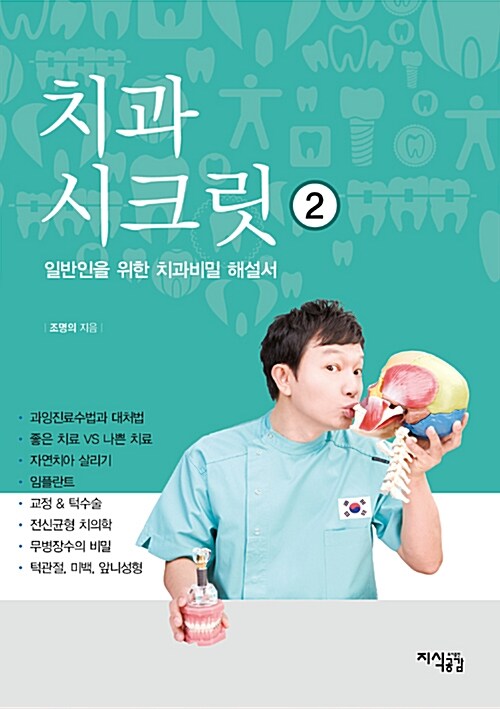 치과
시크릿 2
일반인을 위한 치과비밀 해설서
| 조명의 지음 |
• 과잉진료수법과 대처법
• 좋은 치료 VS 나쁜 치료
• 자연치아 살리기
• 임플란트
• 교정 & 턱수술
• 전신균형 치의학
• 무병장수의 비밀
• 턱관절, 미백, 앞니성형
지식공감